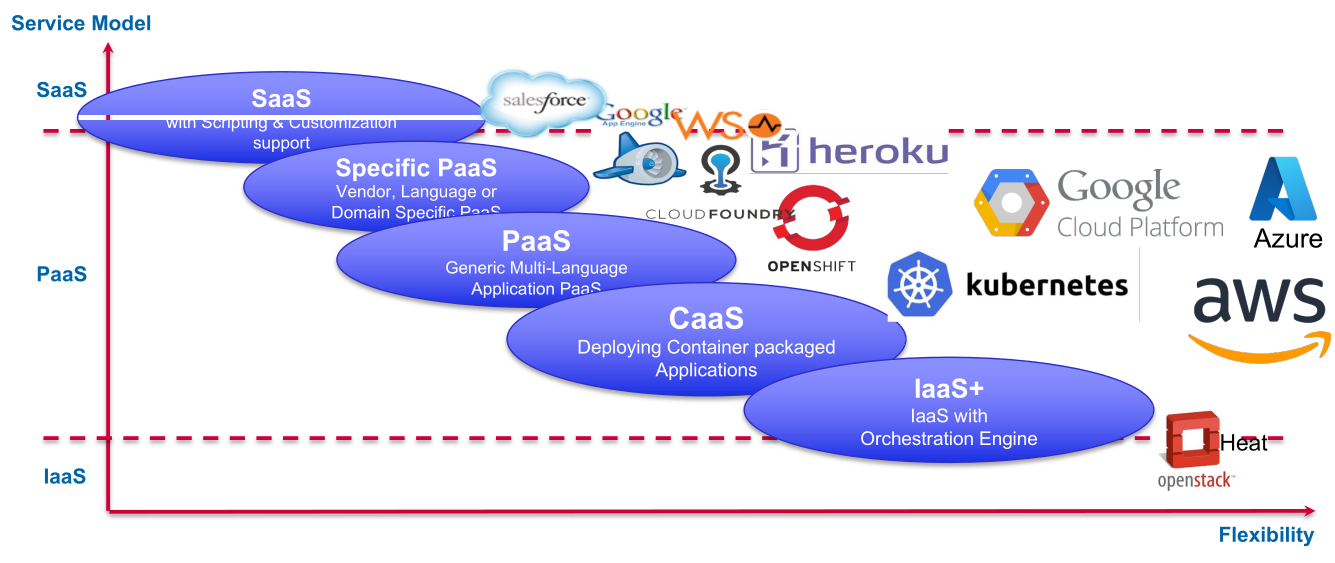 Service Model
SaaS
SaaS
with Scripting & Customization
support
salesforce
Google
App Engine
WSO
heroku
Specific PaaS
Vendor, Language or
Domain Specific PaaS
CLOUDFOUNDRY
Google
Cloud Platform
Azure
PaaS
PaaS
Generic Multi-Language
Application PaaS
OPENSHIFT
kubernetes
aws
CaaS
Deploying Container packaged
Applications
IaaS+
IaaS with
Orchestration Engine
IaaS
Heat
openstack™
Flexibility